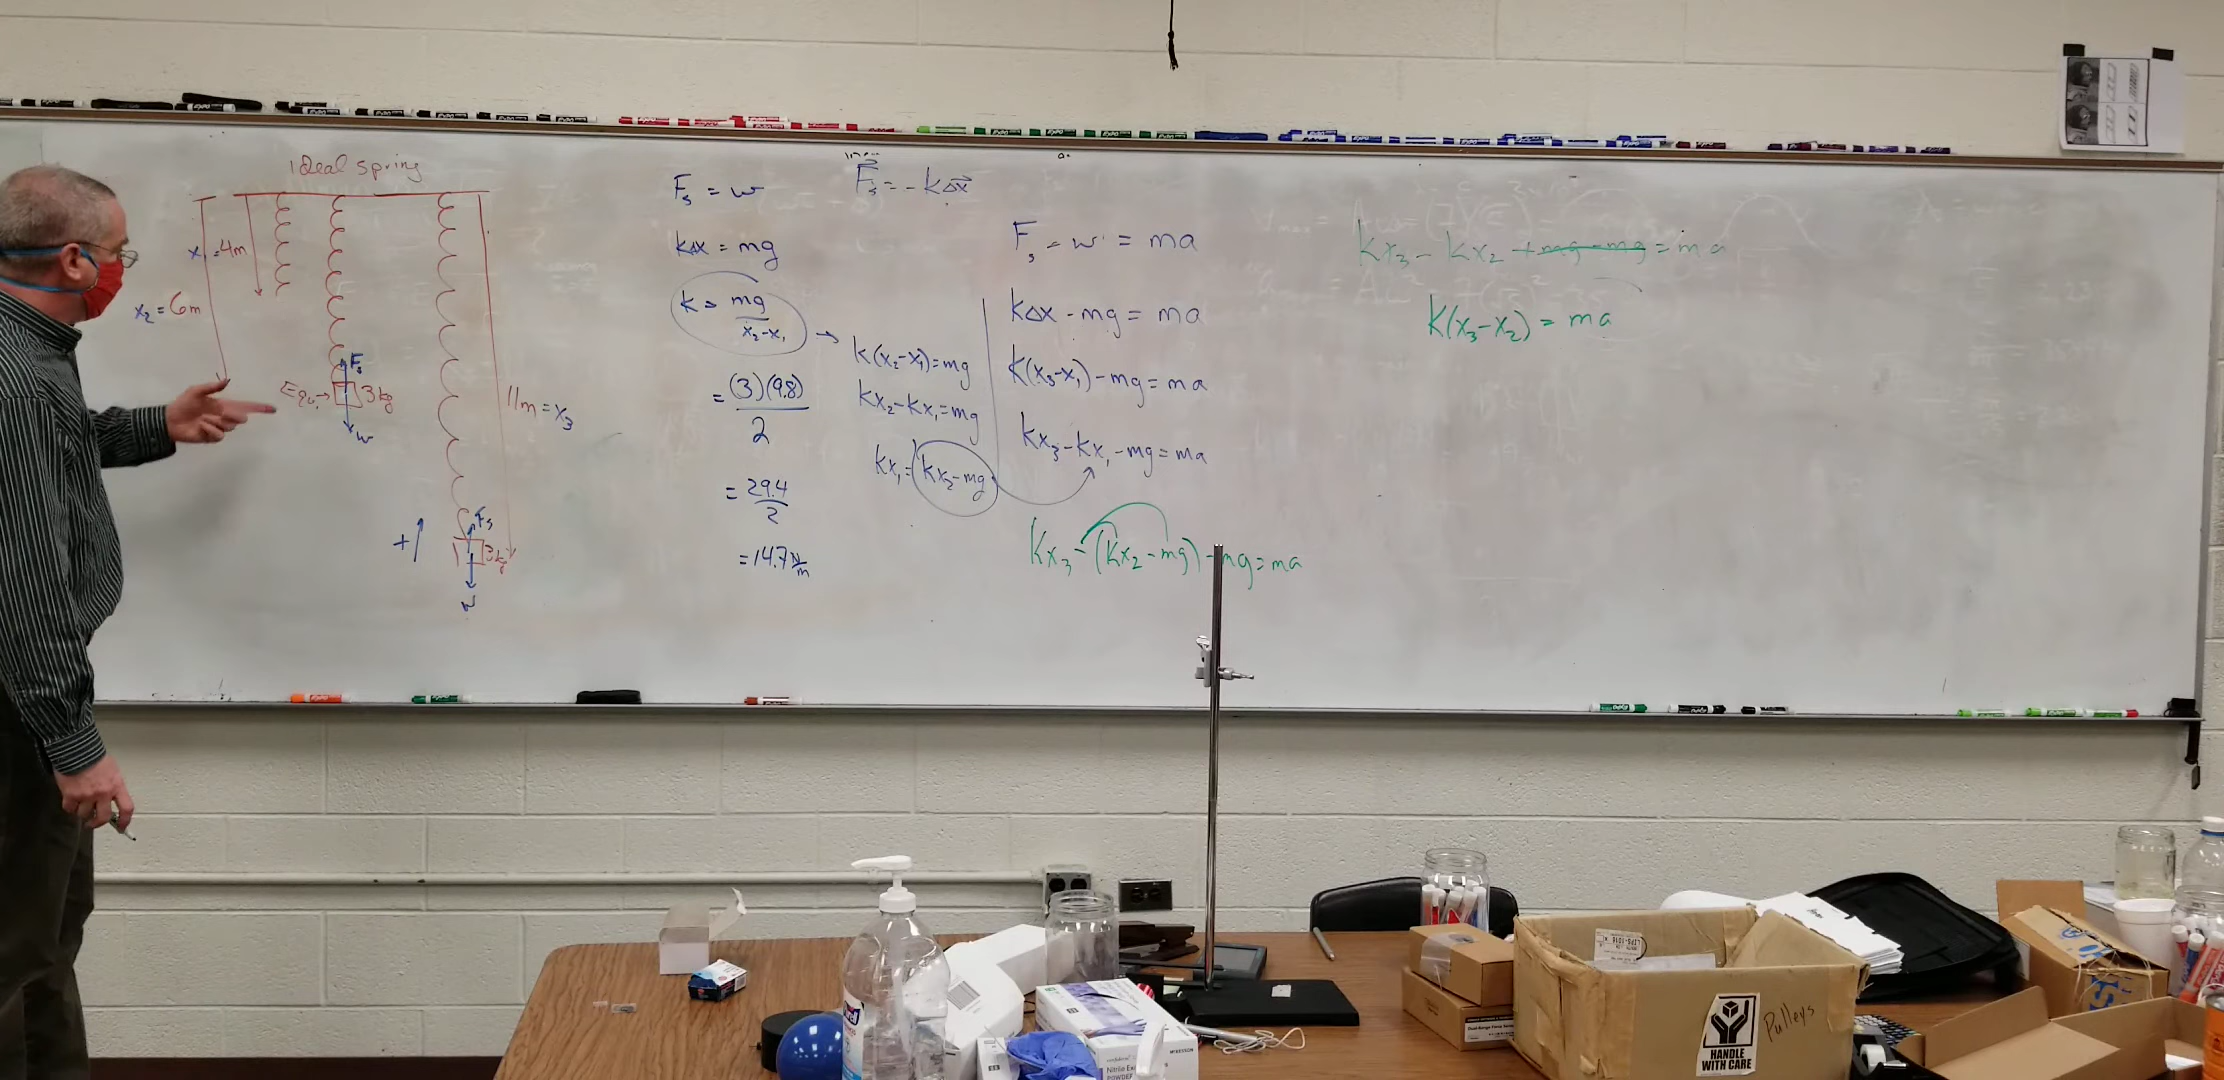 ideal spring
x₁=4m
x₂=6m
Fs
Equ.→
3kg
w
11m=x₃
+↑
Fs
3kg
w
Fs = w
kΔx = mg
k = mg/(x₂-x₁)
= (3)(9.8)/2
= 29.4/2
=14.7 N/m
F⃗s=-kΔx⃗
→ k(x₂-x₁)=mg
kx₂-kx₁=mg
kx₁=kx₂-mg
Fs - w = ma
kΔx - mg = ma
k(x₃-x₁)-mg=ma
kx₃-kx₁-mg=ma
kx₃-(kx₂-mg)-mg=ma
kx₃-kx₂+mg-mg=ma
k(x₃-x₂)=ma
HANDLE
WITH CARE
Pulleys